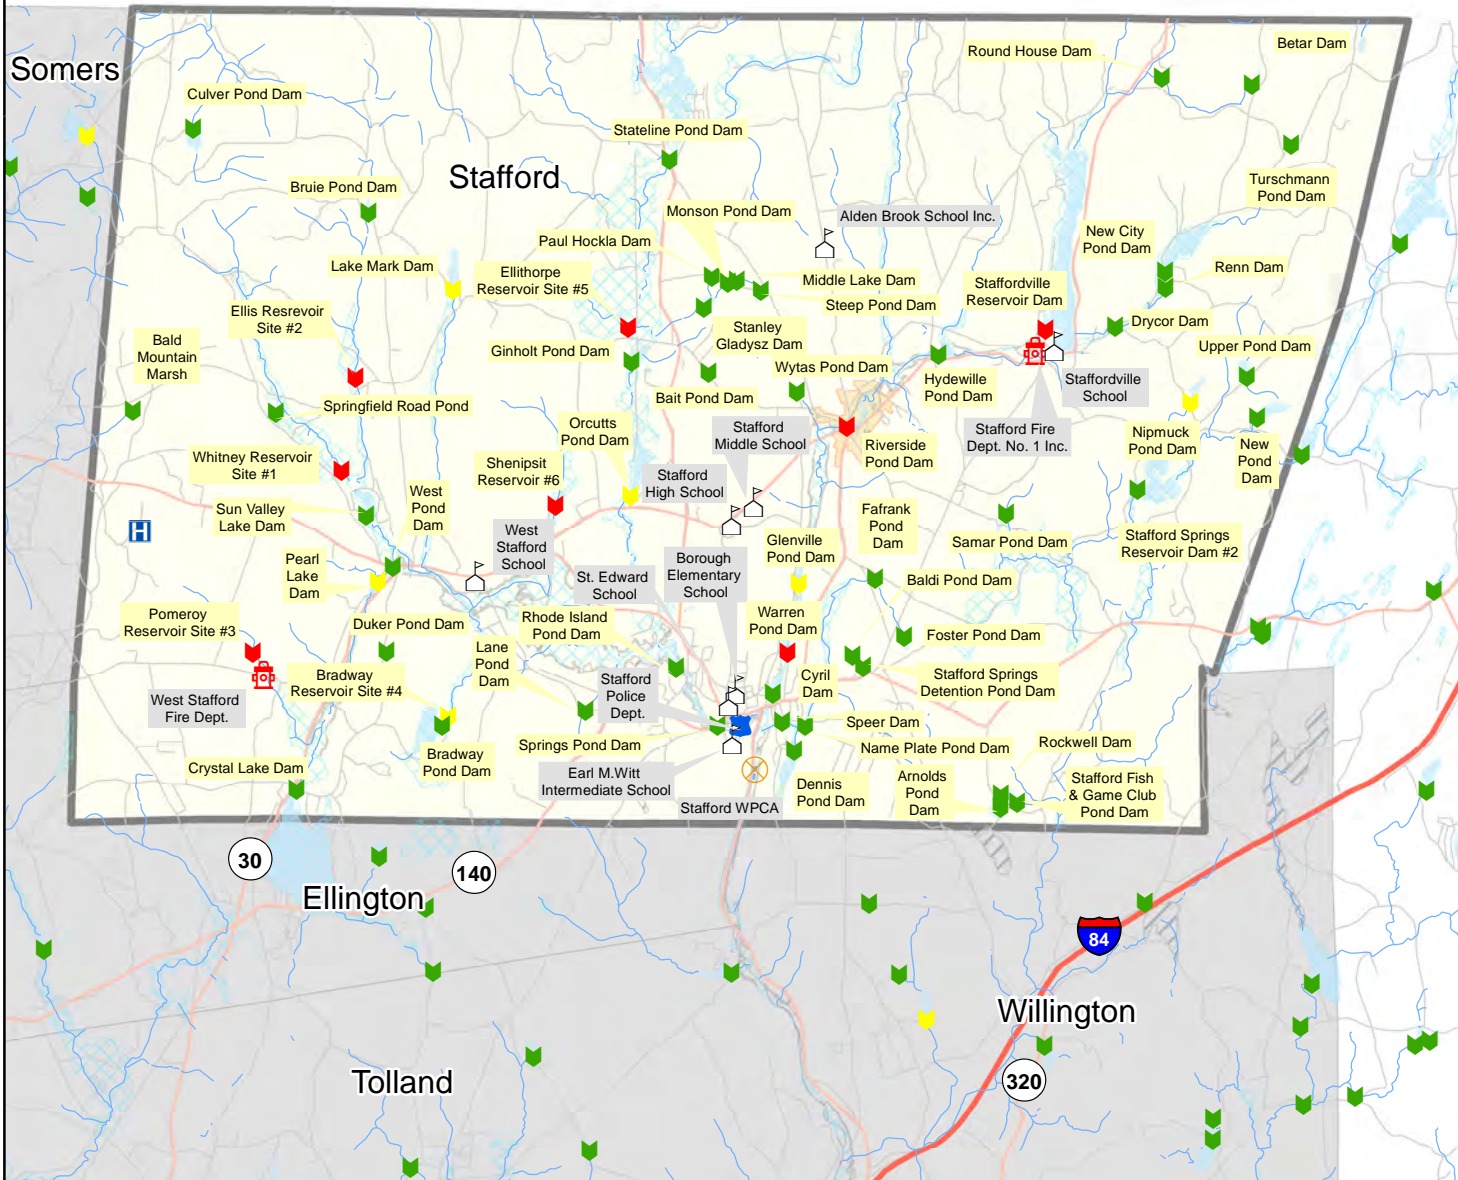 Somers
Culver Pond Dam
Round House Dam
Betar Dam
Stateline Pond Dam
Stafford
Bruie Pond Dam
Turschmann
Pond Dam
Monson Pond Dam
Alden Brook School Inc.
Paul Hockla Dam
New City
Pond Dam
Lake Mark Dam
Ellithorpe
Reservoir Site #5
Middle Lake Dam
Staffordville
Reservoir Dam
Renn Dam
Steep Pond Dam
Ellis Resrevoir
Site #2
Stanley
Gladysz Dam
Drycor Dam
Bald
Mountain
Marsh
Ginholt Pond Dam
Wytas Pond Dam
Upper Pond Dam
Hydewille
Pond Dam
Staffordville
School
Springfield Road Pond
Bait Pond Dam
Orcutts
Pond Dam
Stafford
Middle School
Riverside
Pond Dam
Stafford Fire
Dept. No. 1 Inc.
Nipmuck
Pond Dam
New
Pond
Dam
Whitney Reservoir
Site #1
Shenipsit
Reservoir #6
Stafford
High School
West
Pond
Dam
Sun Valley
Lake Dam
H
West
Stafford
School
Fafrank
Pond
Dam
Glenville
Pond Dam
Samar Pond Dam
Stafford Springs
Reservoir Dam #2
Pearl
Lake
Dam
St. Edward
School
Borough
Elementary
School
Baldi Pond Dam
Pomeroy
Reservoir Site #3
Duker Pond Dam
Rhode Island
Pond Dam
Warren
Pond Dam
Foster Pond Dam
Lane
Pond
Dam
Bradway
Reservoir Site #4
Stafford
Police
Dept.
Cyril
Dam
Stafford Springs
Detention Pond Dam
West Stafford
Fire Dept.
Speer Dam
Springs Pond Dam
Name Plate Pond Dam
Rockwell Dam
Bradway
Pond Dam
Crystal Lake Dam
Earl M.Witt
Intermediate School
Dennis
Pond Dam
Arnolds
Pond
Dam
Stafford Fish
& Game Club
Pond Dam
Stafford WPCA
30
140
Ellington
84
Willington
Tolland
320